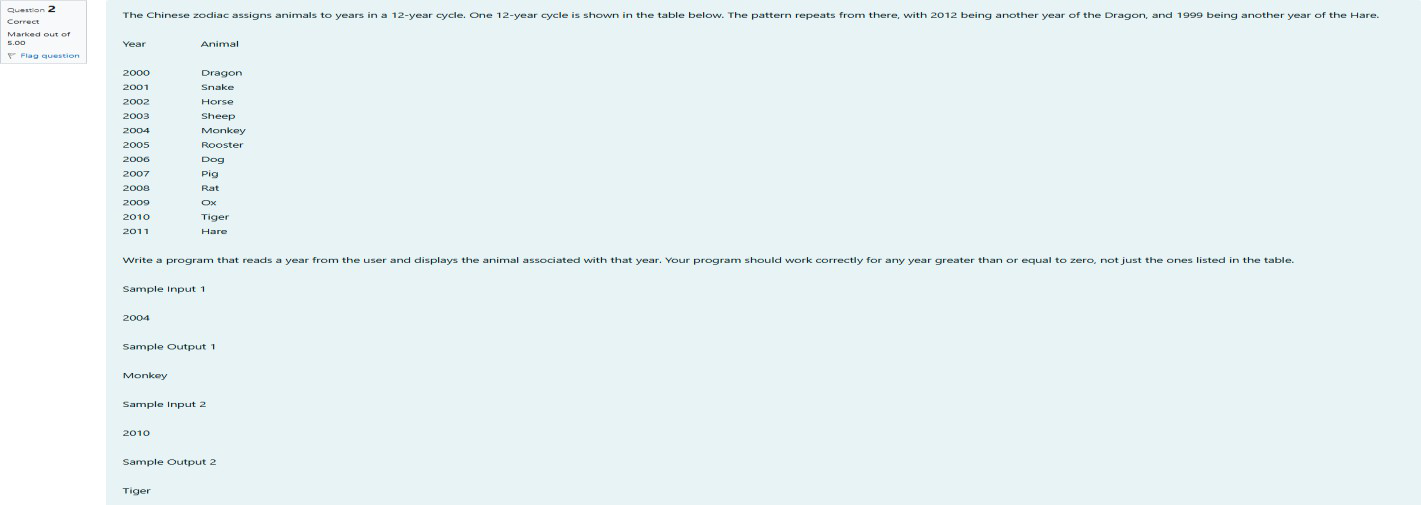 Question 2
Correct
Marked out of
5.00
Flag question
The Chinese zodiac assigns animals to years in a 12-year cycle. One 12-year cycle is shown in the table below. The pattern repeats from there, with 2012 being another year of the Dragon, and 1999 being another year of the Hare.
Year Animal
2000 Dragon
2001 Snake
2002 Horse
2003 Sheep
2004 Monkey
2005 Rooster
2006 Dog
2007 Pig
2008 Rat
2009 Ox
2010 Tiger
2011 Hare
Write a program that reads a year from the user and displays the animal associated with that year. Your program should work correctly for any year greater than or equal to zero, not just the ones listed in the table.
Sample Input 1
2004
Sample Output 1
Monkey
Sample Input 2
2010
Sample Output 2
Tiger